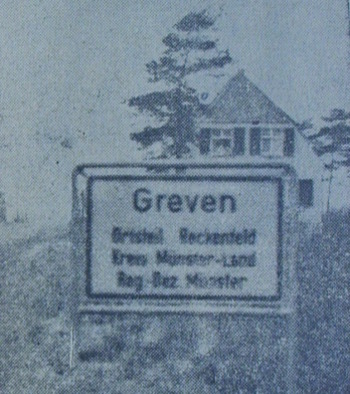 Greven
Ortsteil Reckenfeld
Kreis Münster-Land
Reg. Bez. Münster